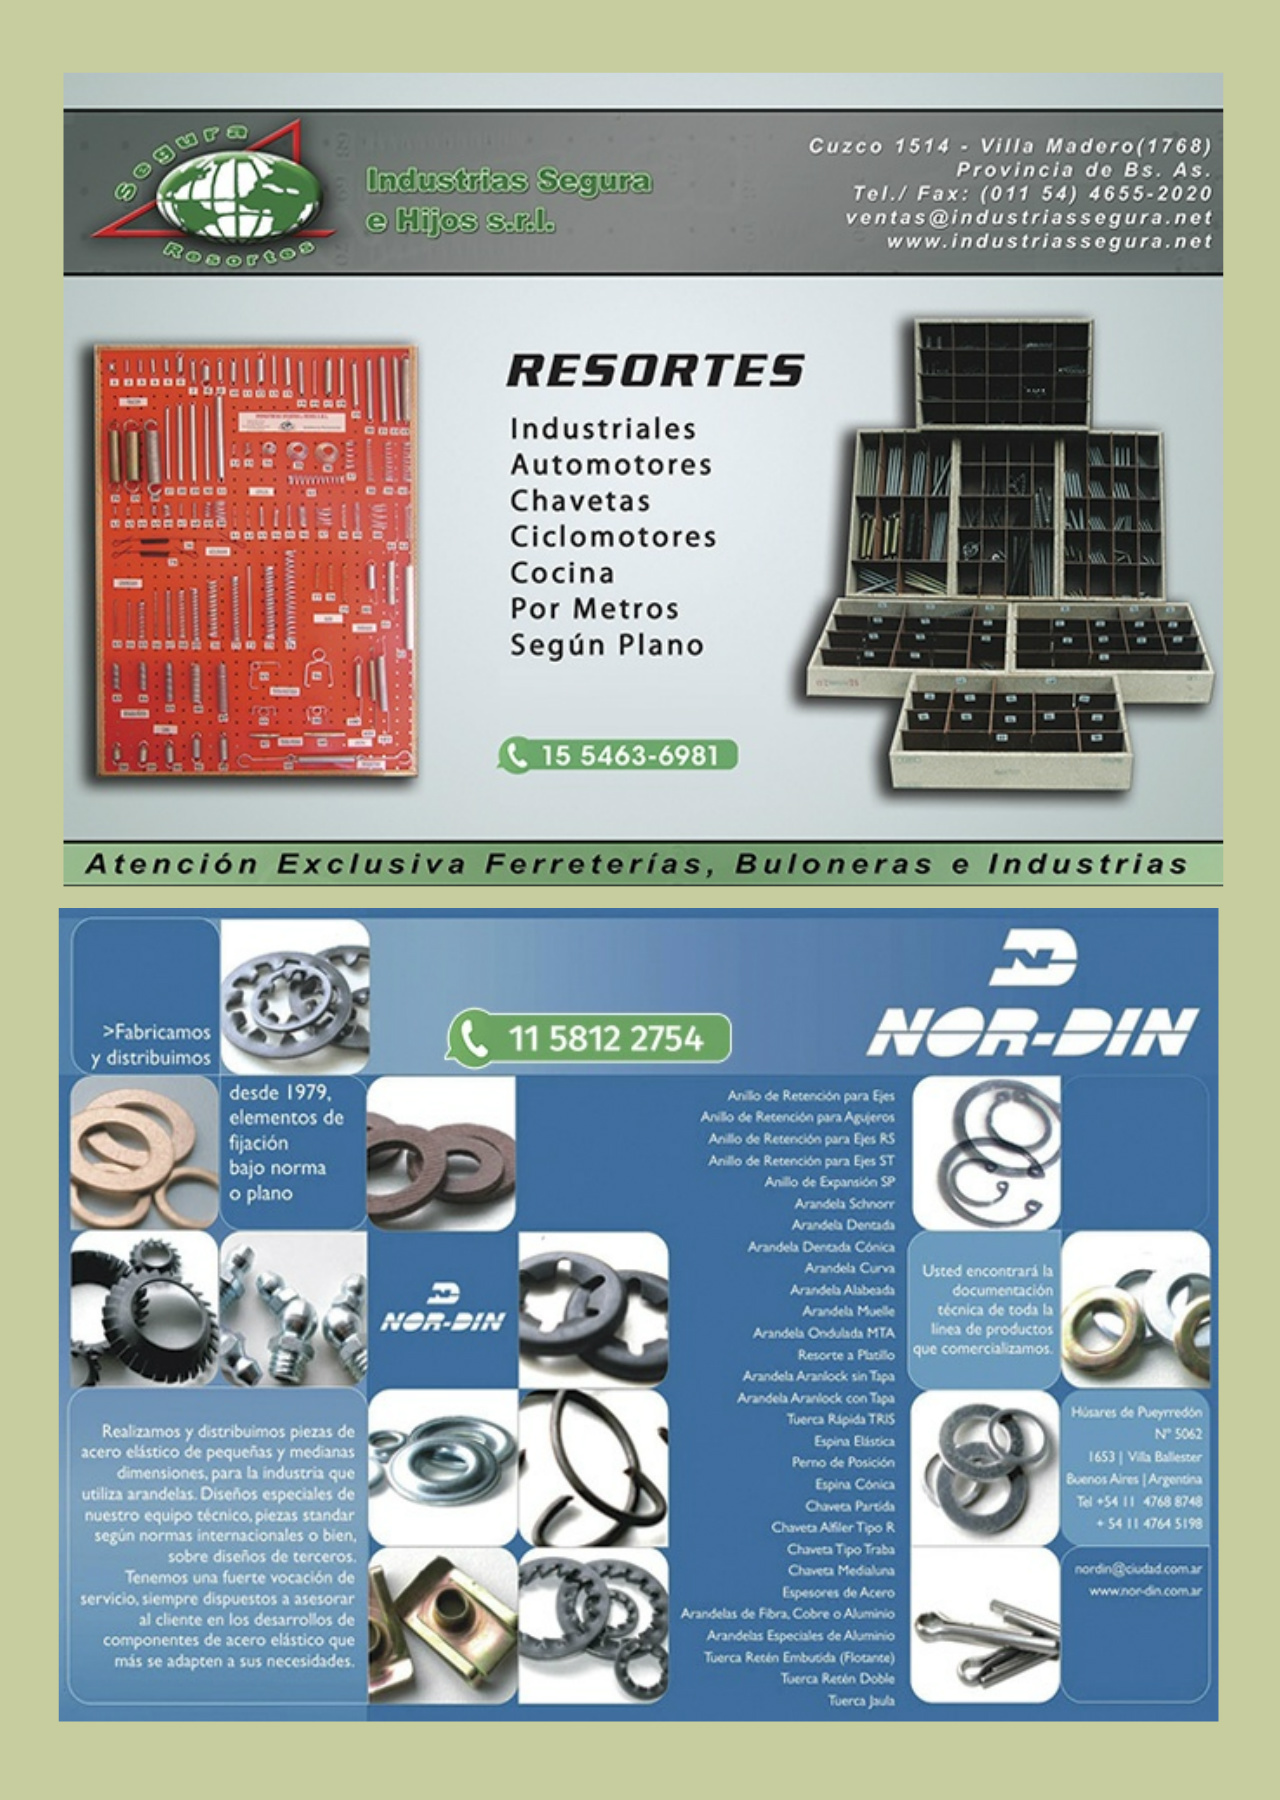 Segura
Resortes
Industrias Segura
e Hijos s.r.l.
Cuzco 1514 - Villa Madero(1768)
Provincia de Bs. As.
Tel./ Fax: (011 54) 4655-2020
ventas@industriassegura.net
www.industriassegura.net
RESORTES
Industriales
Automotores
Chavetas
Ciclomotores
Cocina
Por Metros
Según Plano
15 5463-6981
Atención Exclusiva Ferreterías, Buloneras e Industrias
>Fabricamos
y distribuimos
desde 1979,
elementos de
fijación
bajo norma
o plano
11 5812 2754
NOR-DIN
NOR-DIN
Realizamos y distribuimos piezas de
acero elástico de pequeñas y medianas
dimensiones, para la industria que
utiliza arandelas. Diseños especiales de
nuestro equipo técnico, piezas standar
según normas internacionales o bien,
sobre diseños de terceros.
Tenemos una fuerte vocación de
servicio, siempre dispuestos a asesorar
al cliente en los desarrollos de
componentes de acero elástico que
más se adapten a sus necesidades.
Anillo de Retención para Ejes
Anillo de Retención para Agujeros
Anillo de Retención para Ejes RS
Anillo de Retención para Ejes ST
Anillo de Expansión SP
Arandela Schnorr
Arandela Dentada
Arandela Dentada Cónica
Arandela Curva
Arandela Alabeada
Arandela Muelle
Arandela Ondulada MTA
Resorte a Platillo
Arandela Aranlock sin Tapa
Arandela Aranlock con Tapa
Tuerca Rápida TRIS
Espina Elástica
Perno de Posición
Espina Cónica
Chaveta Partida
Chaveta Alfiler Tipo R
Chaveta Tipo Traba
Chaveta Medialuna
Espesores de Acero
Arandelas de Fibra, Cobre o Aluminio
Arandelas Especiales de Aluminio
Tuerca Retén Embutida (Flotante)
Tuerca Retén Doble
Tuerca Jaula
Usted encontrará la
documentación
técnica de toda la
línea de productos
que comercializamos.
Húsares de Pueyrredón
N° 5062
1653 | Villa Ballester
Buenos Aires | Argentina
Tel +54 11 4768 8748
+ 54 11 4764 5198
nordin@ciudad.com.ar
www.nor-din.com.ar